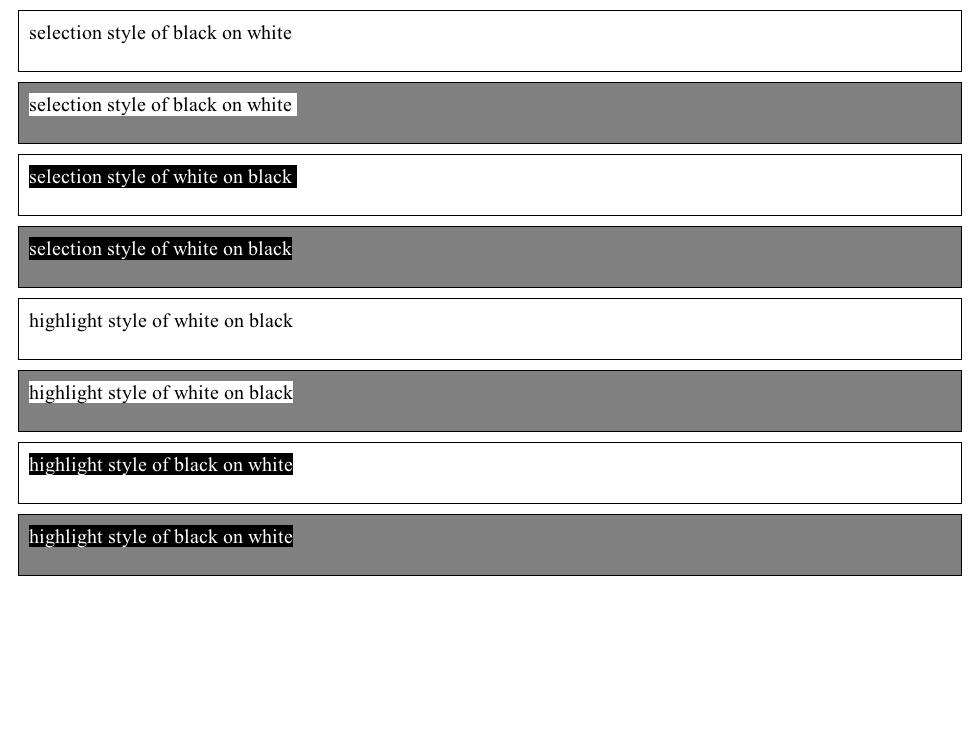 selection style of black on white
selection style of black on white
selection style of white on black
selection style of white on black
highlight style of white on black
highlight style of white on black
highlight style of black on white
highlight style of black on white